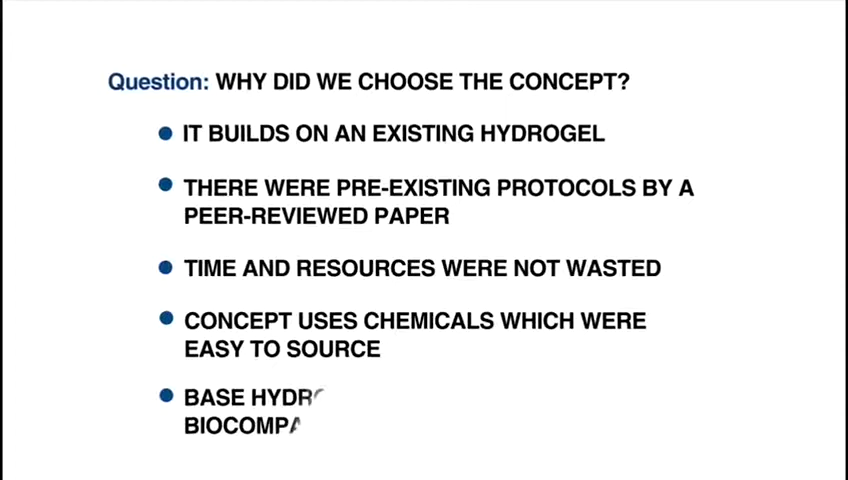 Question: WHY DID WE CHOOSE THE CONCEPT?
IT BUILDS ON AN EXISTING HYDROGEL
THERE WERE PRE-EXISTING PROTOCOLS BY A
PEER-REVIEWED PAPER
TIME AND RESOURCES WERE NOT WASTED
CONCEPT USES CHEMICALS WHICH WERE
EASY TO SOURCE
BASE